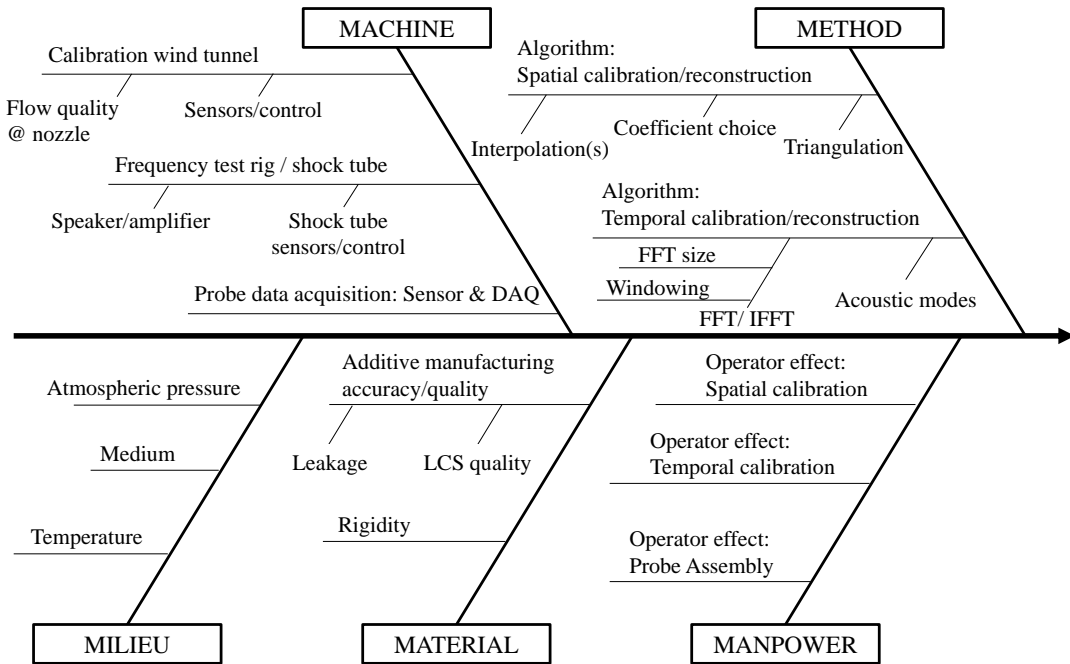 MACHINE
METHOD
Calibration wind tunnel
Flow quality
@ nozzle
Sensors/control
Frequency test rig / shock tube
Speaker/amplifier
Shock tube
sensors/control
Probe data acquisition: Sensor & DAQ
Algorithm:
Spatial calibration/reconstruction
Interpolation(s)
Coefficient choice
Triangulation
Algorithm:
Temporal calibration/reconstruction
FFT size
Windowing
FFT/ IFFT
Acoustic modes
Atmospheric pressure
Medium
Temperature
Additive manufacturing
accuracy/quality
Leakage
LCS quality
Rigidity
Operator effect:
Spatial calibration
Operator effect:
Temporal calibration
Operator effect:
Probe Assembly
MILIEU
MATERIAL
MANPOWER